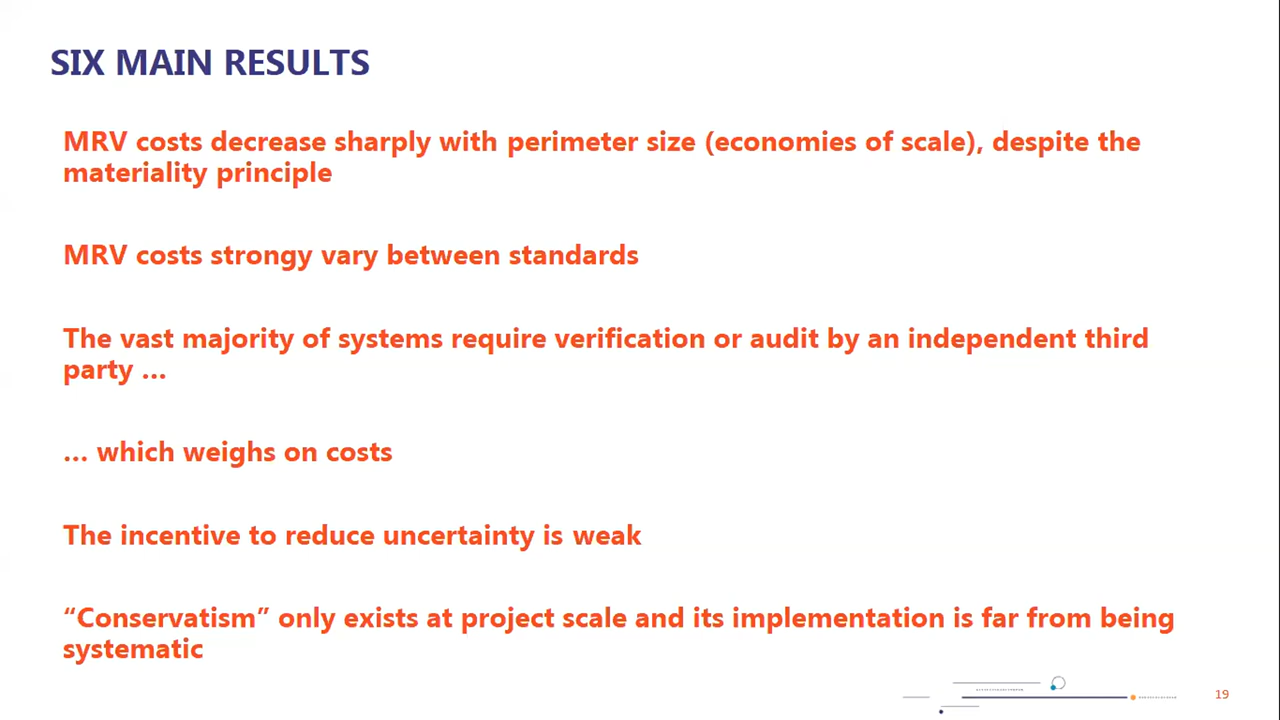 SIX MAIN RESULTS
MRV costs decrease sharply with perimeter size (economies of scale), despite the
materiality principle
MRV costs strongy vary between standards
The vast majority of systems require verification or audit by an independent third
party …
… which weighs on costs
The incentive to reduce uncertainty is weak
“Conservatism” only exists at project scale and its implementation is far from being
systematic
19